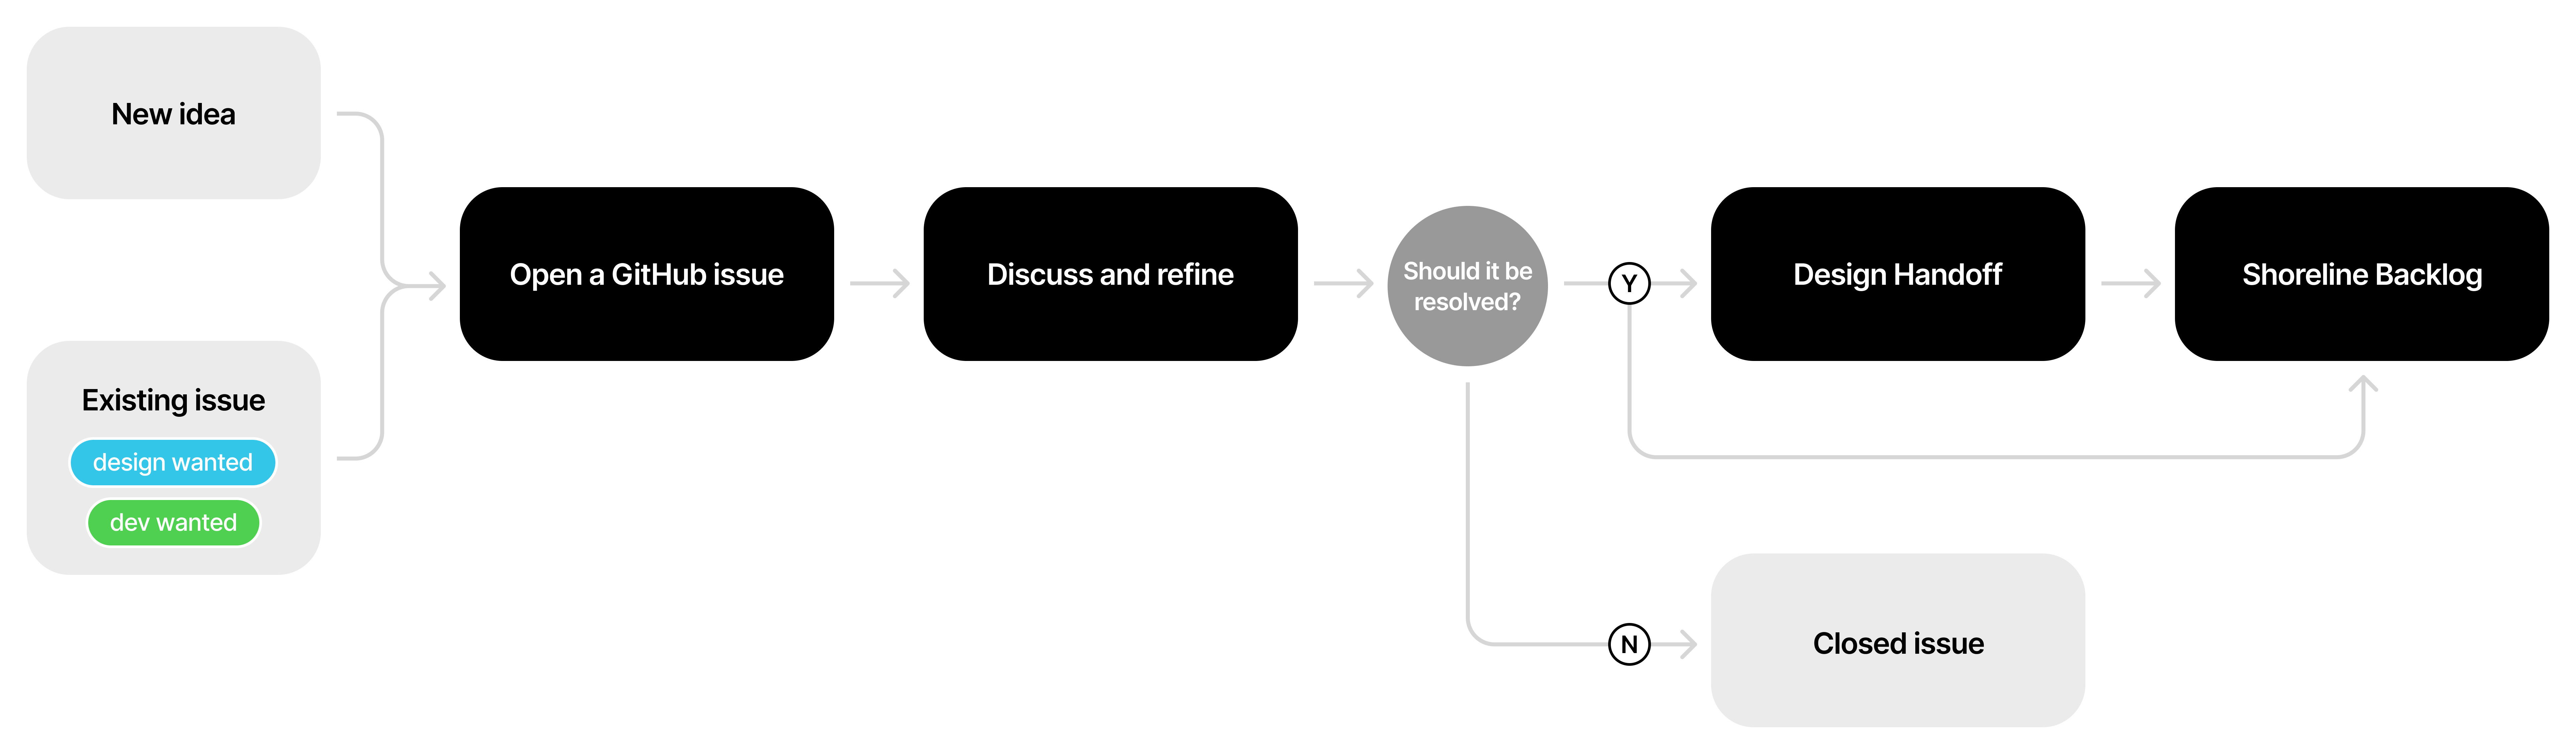 New idea
Existing issue
design wanted
dev wanted
Open a GitHub issue
Discuss and refine
Should it be
resolved?
Y
Design Handoff
Shoreline Backlog
N
Closed issue